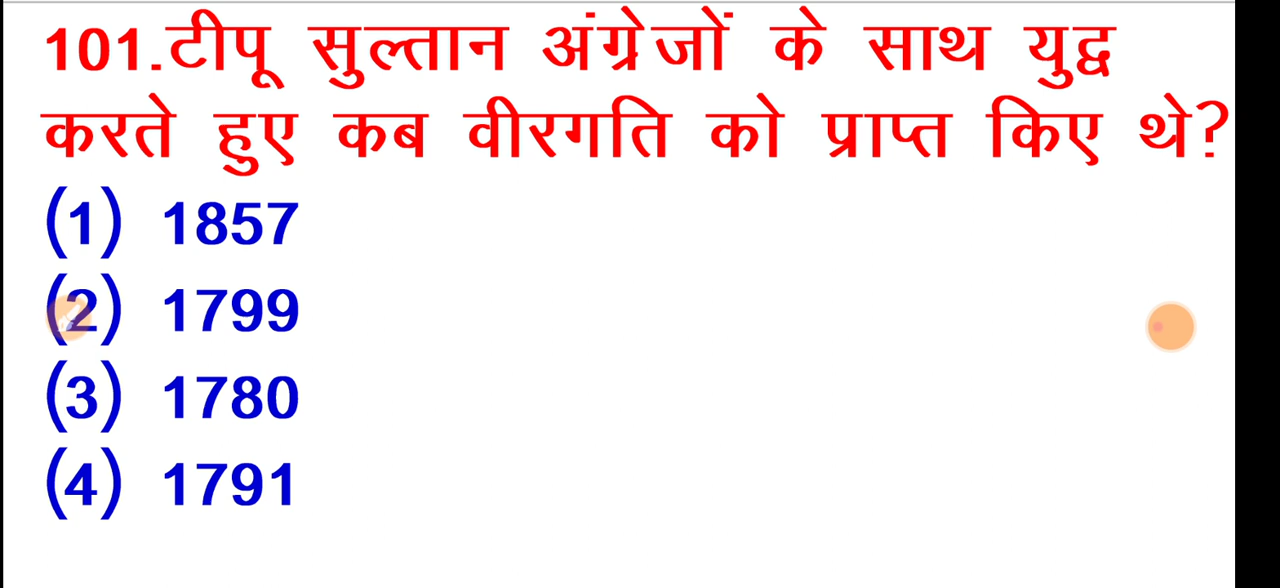 101.टीपू सुल्तान अंग्रेजों के साथ युद्व
करते हुए कब वीरगति को प्राप्त किए थे?
(1) 1857
(2) 1799
(3) 1780
(4) 1791